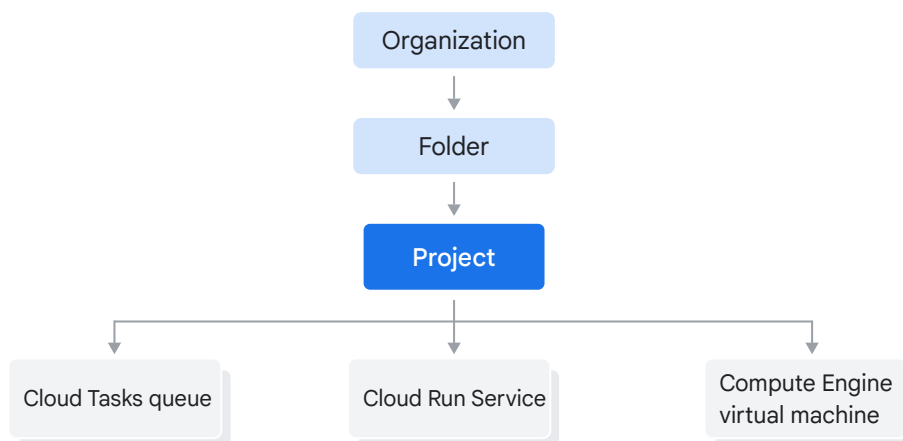 Organization
Folder
Project
Cloud Tasks queue
Cloud Run Service
Compute Engine
virtual machine